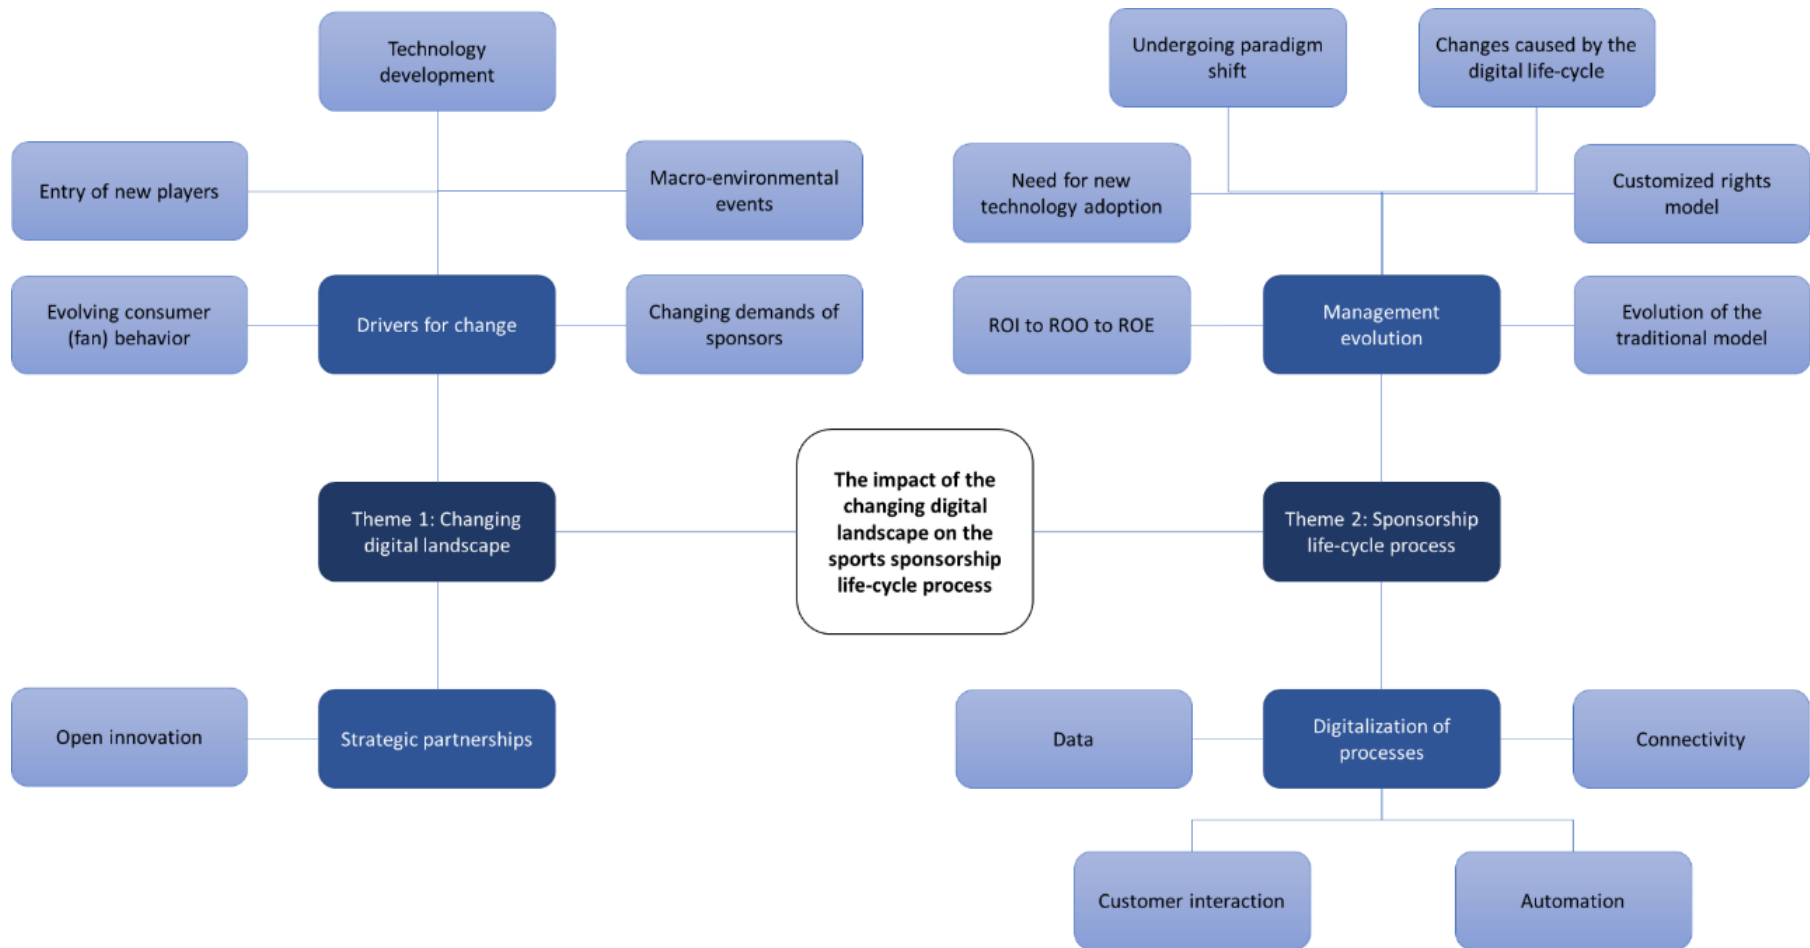 Technology
development
Undergoing paradigm
shift
Changes caused by the
digital life-cycle
Entry of new players
Macro-environmental
events
Need for new
technology adoption
Customized rights
model
Evolving consumer
(fan) behavior
Drivers for change
Changing demands of
sponsors
ROI to ROO to ROE
Management
evolution
Evolution of the
traditional model
Theme 1: Changing
digital landscape
The impact of the
changing digital
landscape on the
sports sponsorship
life-cycle process
Theme 2: Sponsorship
life-cycle process
Open innovation
Strategic partnerships
Data
Digitalization of
processes
Connectivity
Customer interaction
Automation